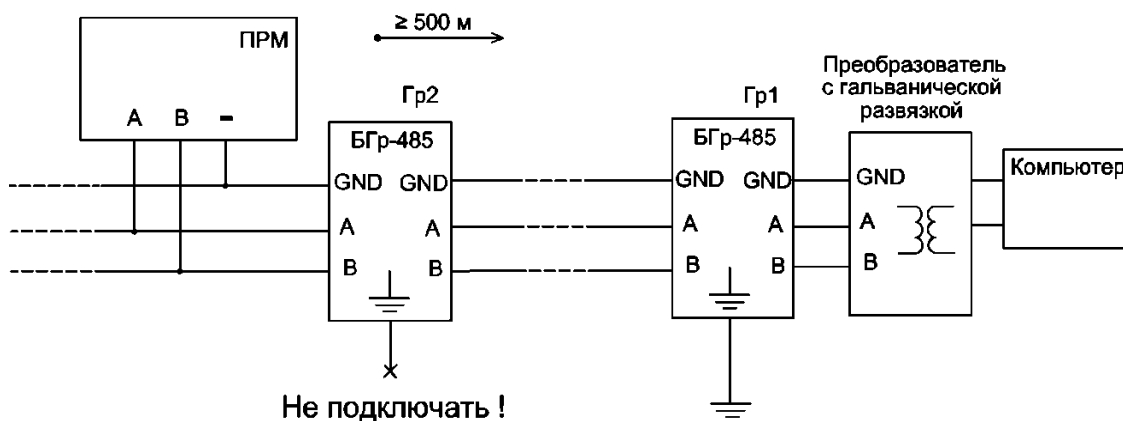 ПРМ
А В –
≥ 500 м
Гр2
БГр-485
GND GND
А А
В В
Не подключать !
Гр1
БГр-485
GND GND
А А
В В
Преобразователь
с гальванической
развязкой
GND
А
В
Компьютер